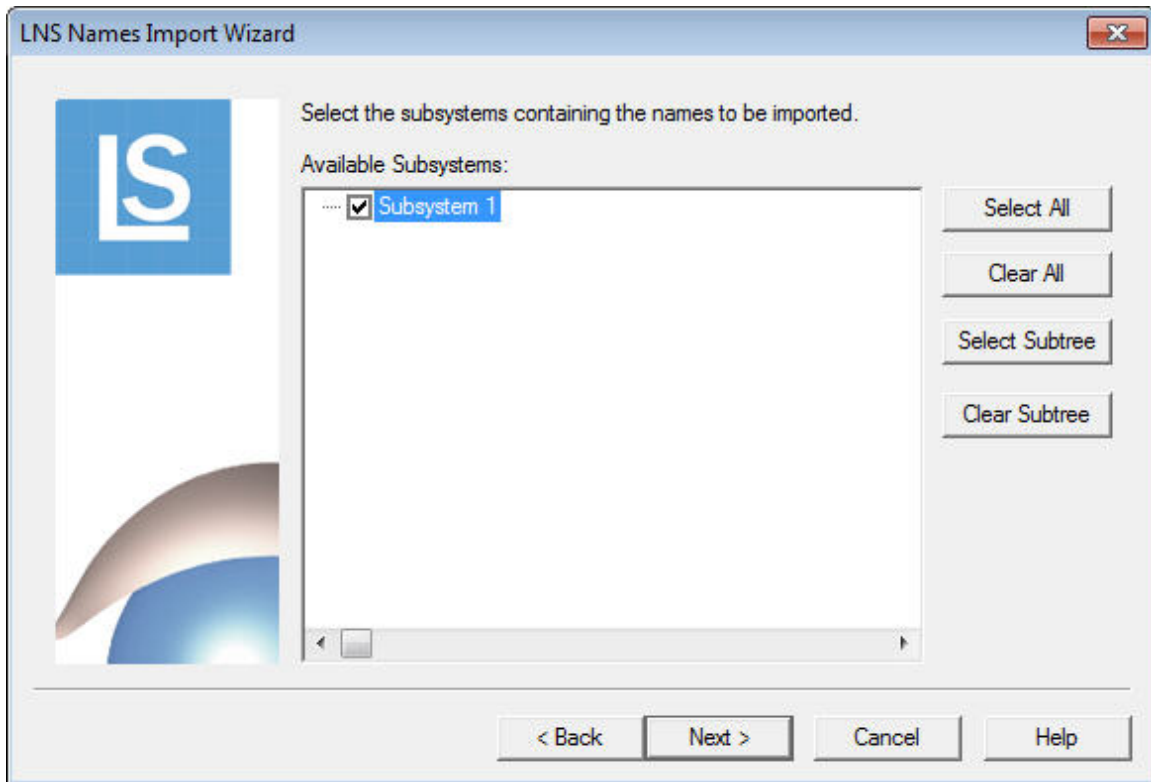 LNS Names Import Wizard
LS
Select the subsystems containing the names to be imported.
Available Subsystems:
Subsystem 1
Select All
Clear All
Select Subtree
Clear Subtree
< Back
Next >
Cancel
Help